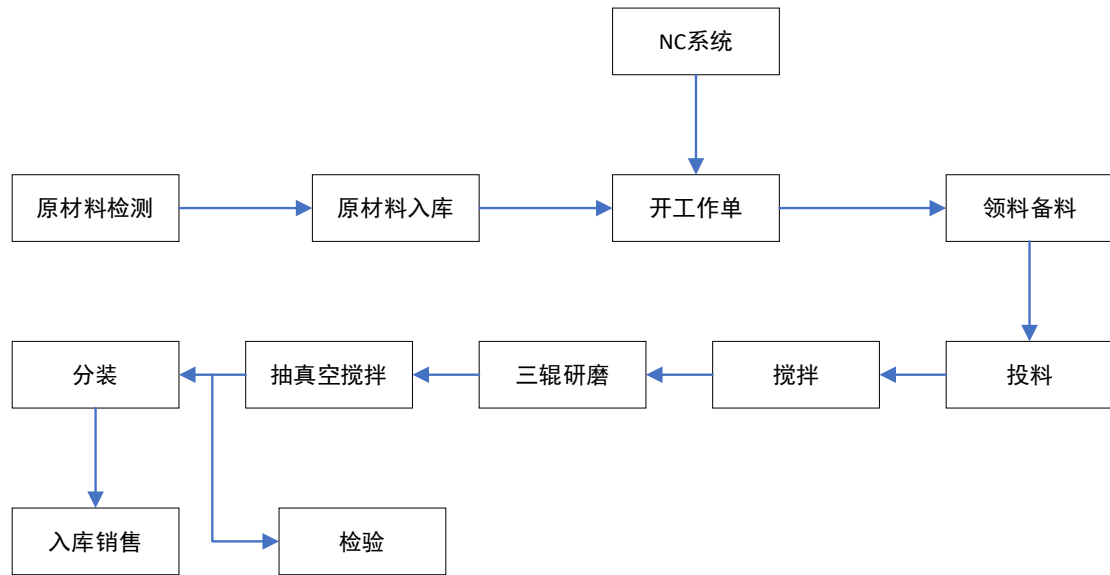 NC系统
原材料检测
原材料入库
开工作单
领料备料
分装
抽真空搅拌
三辊研磨
搅拌
投料
入库销售
检验